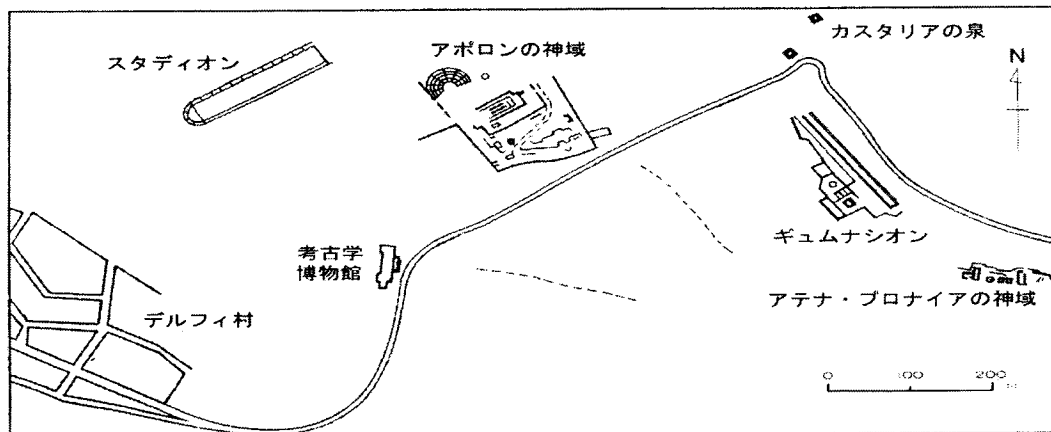 カスタリアの泉
アポロンの神域
スタディオン
N
ギュムナシオン
考古学
博物館
アテナ・プロナイアの神域
デルフィ村
0 100 200